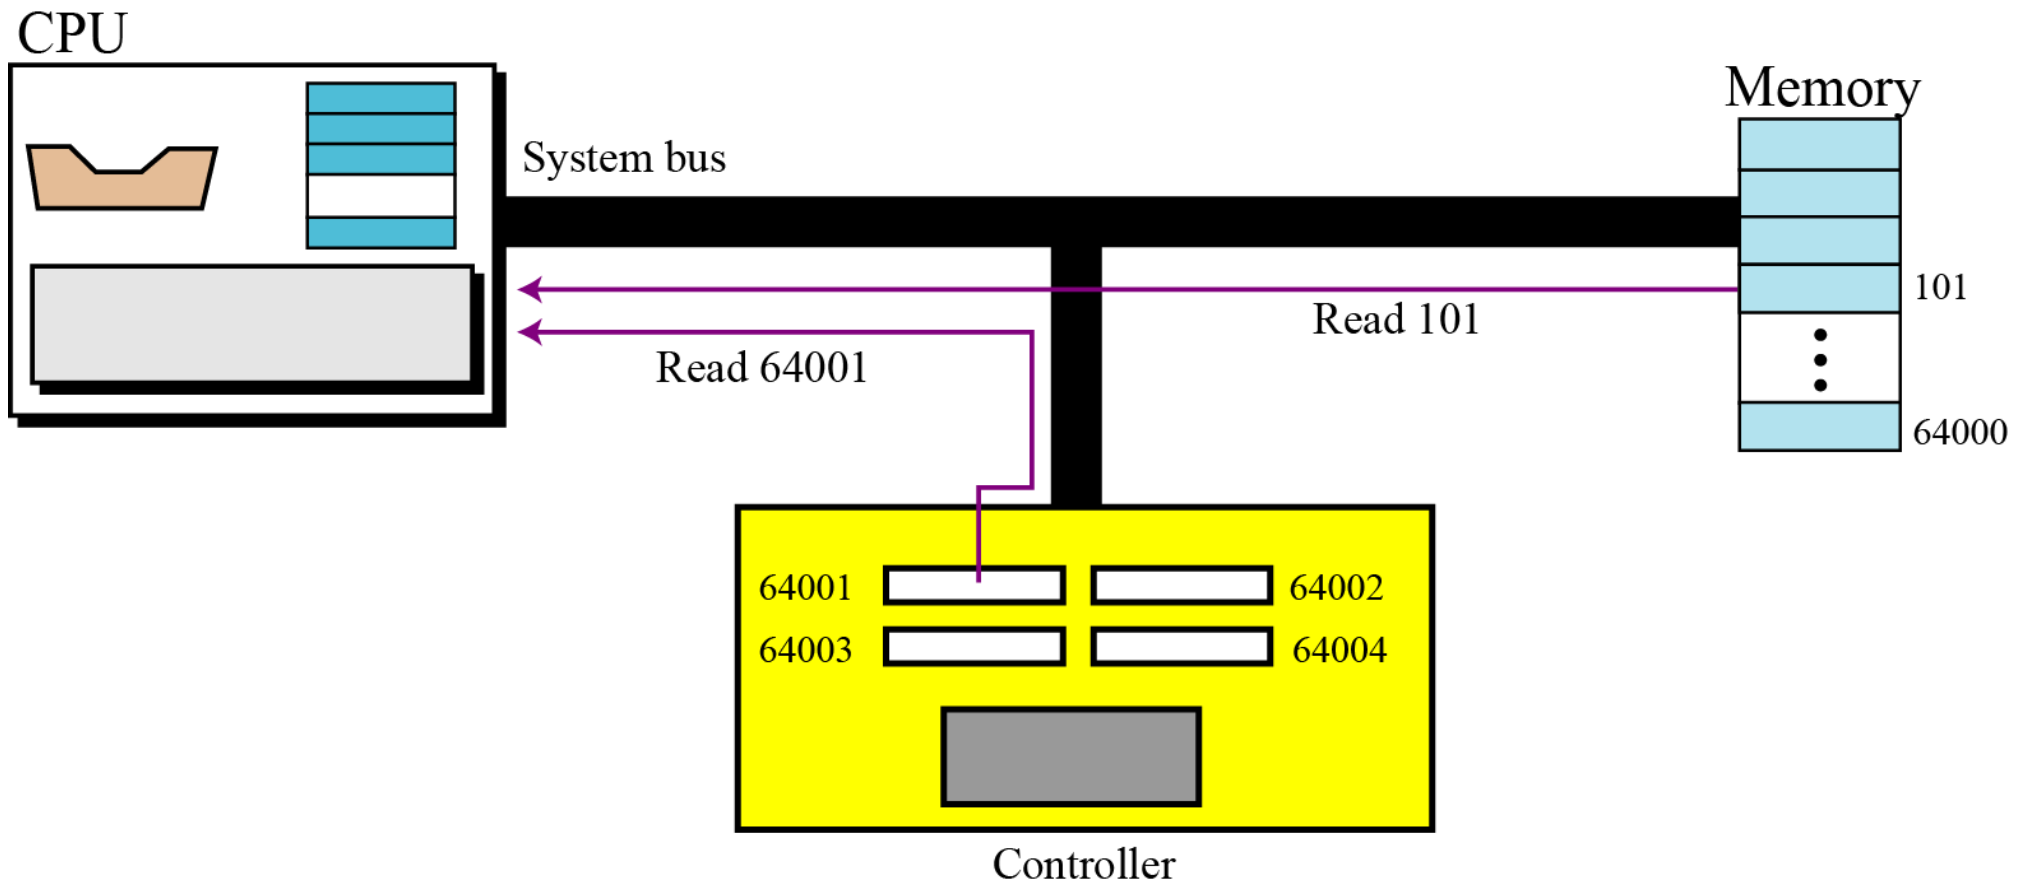 CPU
Memory
System bus
101
Read 101
Read 64001
64000
64001
64002
64003
64004
Controller